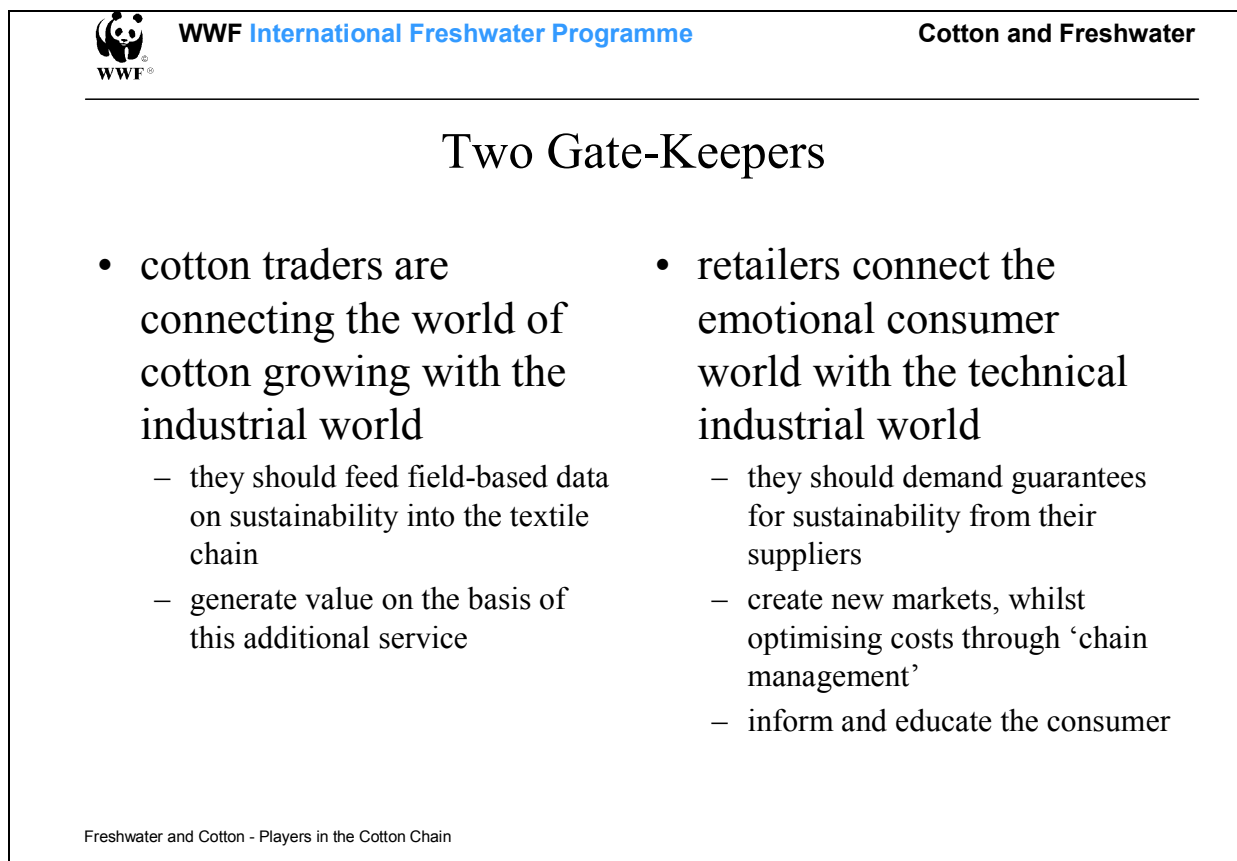 WWF International Freshwater Programme
Cotton and Freshwater
©
WWF®
Two Gate-Keepers
• cotton traders are
connecting the world of
cotton growing with the
industrial world
– they should feed field-based data
on sustainability into the textile
chain
– generate value on the basis of
this additional service
• retailers connect the
emotional consumer
world with the technical
industrial world
– they should demand guarantees
for sustainability from their
suppliers
– create new markets, whilst
optimising costs through ‘chain
management’
– inform and educate the consumer
Freshwater and Cotton - Players in the Cotton Chain